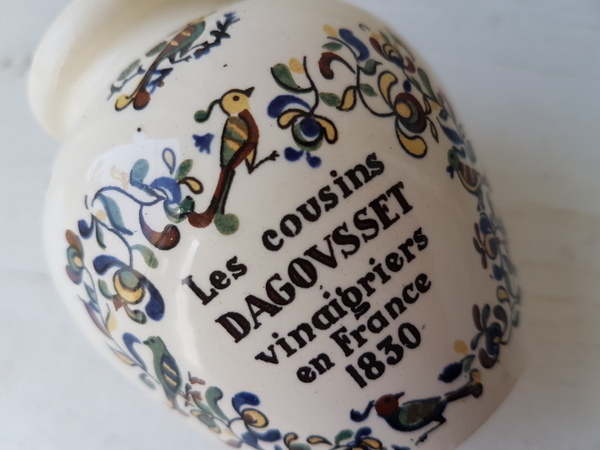 Les cousins
DAGOVSSET
vinaigriers
en France
1830